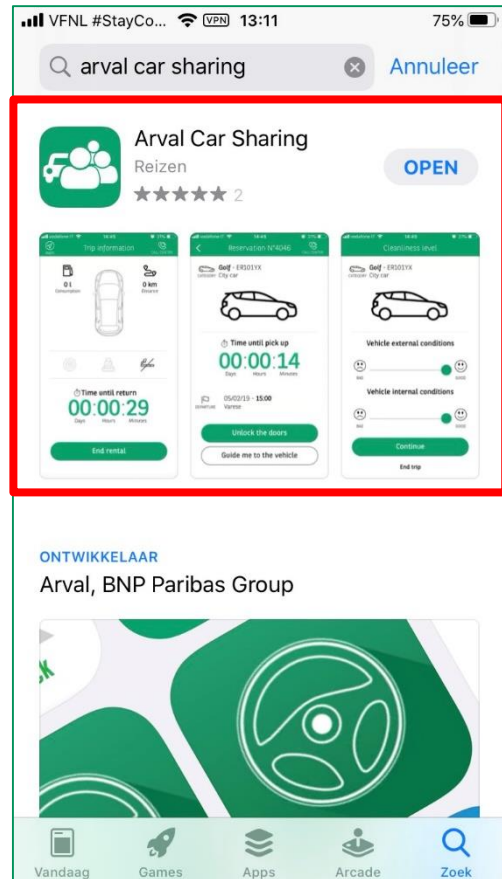 VFNL #StayCo... VPN 13:11 75%
arval car sharing Annuleer
Arval Car Sharing
Reizen
OPEN
2
Trip information
0 l 0 km
Time until return
00:00:29
Days Hours Minutes
End rental
Reservation N°4046
Golf - ER101YX
City car
Time until pick up
00:00:14
Days Hours Minutes
05/02/19 - 15:00
Varese
Unlock the doors
Guide me to the vehicle
Cleanliness level
Golf - ER101YX
City car
Vehicle external conditions
Vehicle internal conditions
Continue
End trip
ONTWIKKELAAR
Arval, BNP Paribas Group
Vandaag Games Apps Arcade Zoek